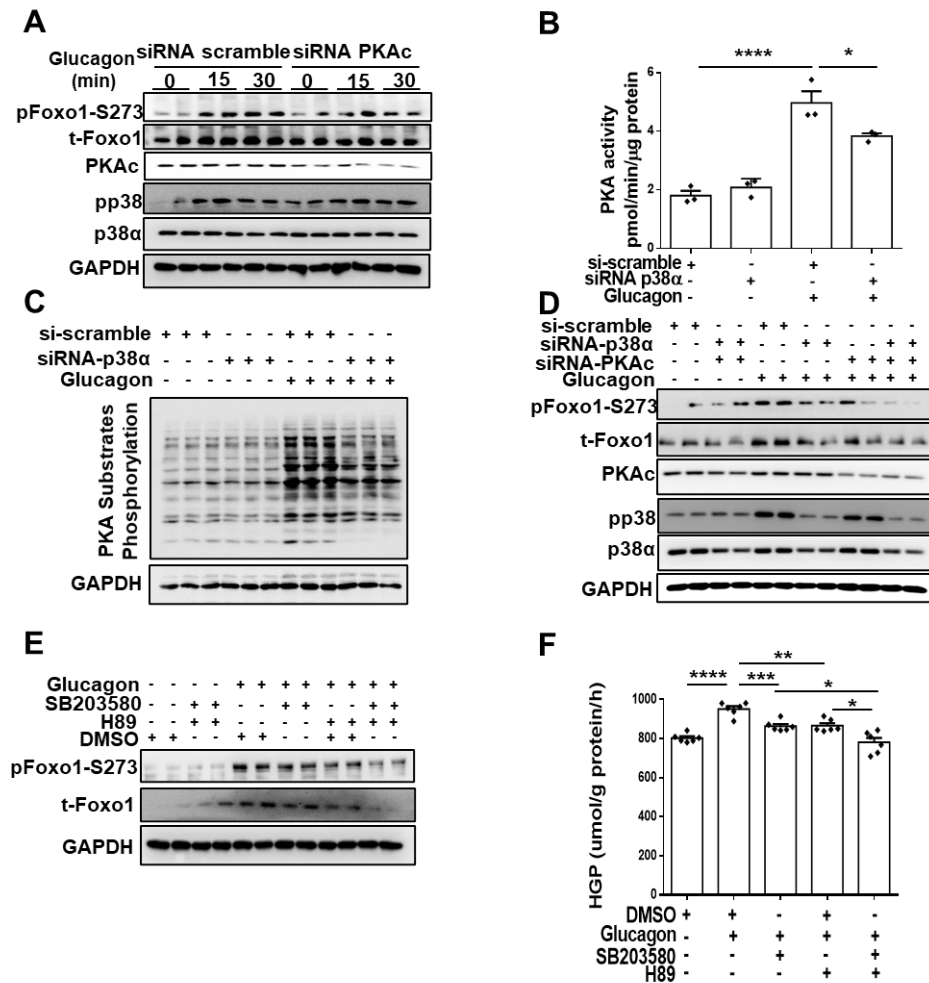 A
siRNA scramble siRNA PKAc
Glucagon
(min)
0 15 30 0 15 30
pFoxo1-S273
t-Foxo1
PKAc
pp38
p38α
GAPDH
B
**** *
PKA activity
pmol/min/µg protein
6
4
2
0
si-scramble + - + -
siRNA p38α - + - +
Glucagon - - + +
C
si-scramble + + + - - - + + + - - -
siRNA-p38α - - - + + + - - - + + +
Glucagon - - - - - - + + + + + +
PKA Substrates
Phosphorylation
GAPDH
D
si-scramble + + - - + + - - - - - -
siRNA-p38α - - + + - - + + - - + +
siRNA-PKAc - - + + - - - - + + + +
Glucagon - - - - + + + + + + + +
pFoxo1-S273
t-Foxo1
PKAc
pp38
p38α
GAPDH
E
Glucagon - - - - + + + + + + + +
SB203580 - - + + - - + + - - + +
H89 - - + + - - - - + + + +
DMSO + + - - + + - - + + - -
pFoxo1-S273
t-Foxo1
GAPDH
F
**
**** *** *
*
HGP (umol/g protein/h)
1000
800
600
400
200
0
DMSO + + - + -
Glucagon - + + + +
SB203580 - - + - +
H89 - - - + +